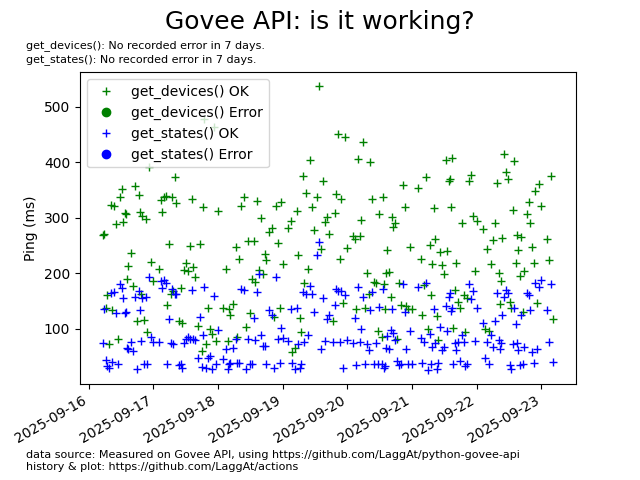 Govee API: is it working?
get_devices(): No recorded error in 7 days.
get_states(): No recorded error in 7 days.
get_devices() OK
get_devices() Error
get_states() OK
get_states() Error
Ping (ms)
500
400
300
200
100
2025-09-16
2025-09-17
2025-09-18
2025-09-19
2025-09-20
2025-09-21
2025-09-22
2025-09-23
data source: Measured on Govee API, using https://github.com/LaggAt/python-govee-api
history & plot: https://github.com/LaggAt/actions